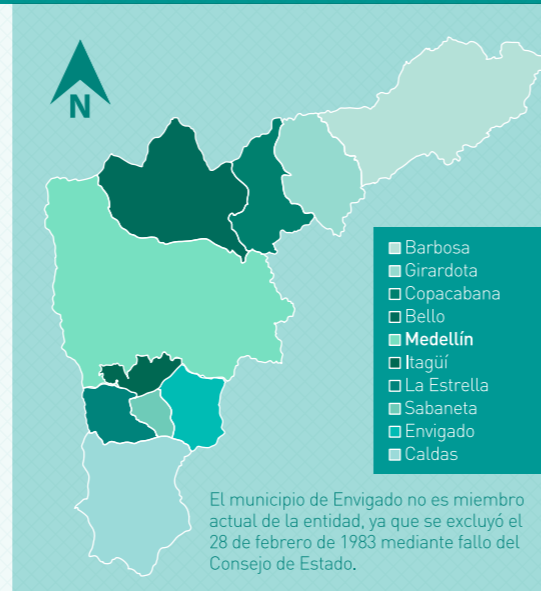 N
Barbosa
Girardota
Copacabana
Bello
Medellín
Itagüí
La Estrella
Sabaneta
Envigado
Caldas
El municipio de Envigado no es miembro
actual de la entidad, ya que se excluyó el
28 de febrero de 1983 mediante fallo del
Consejo de Estado.